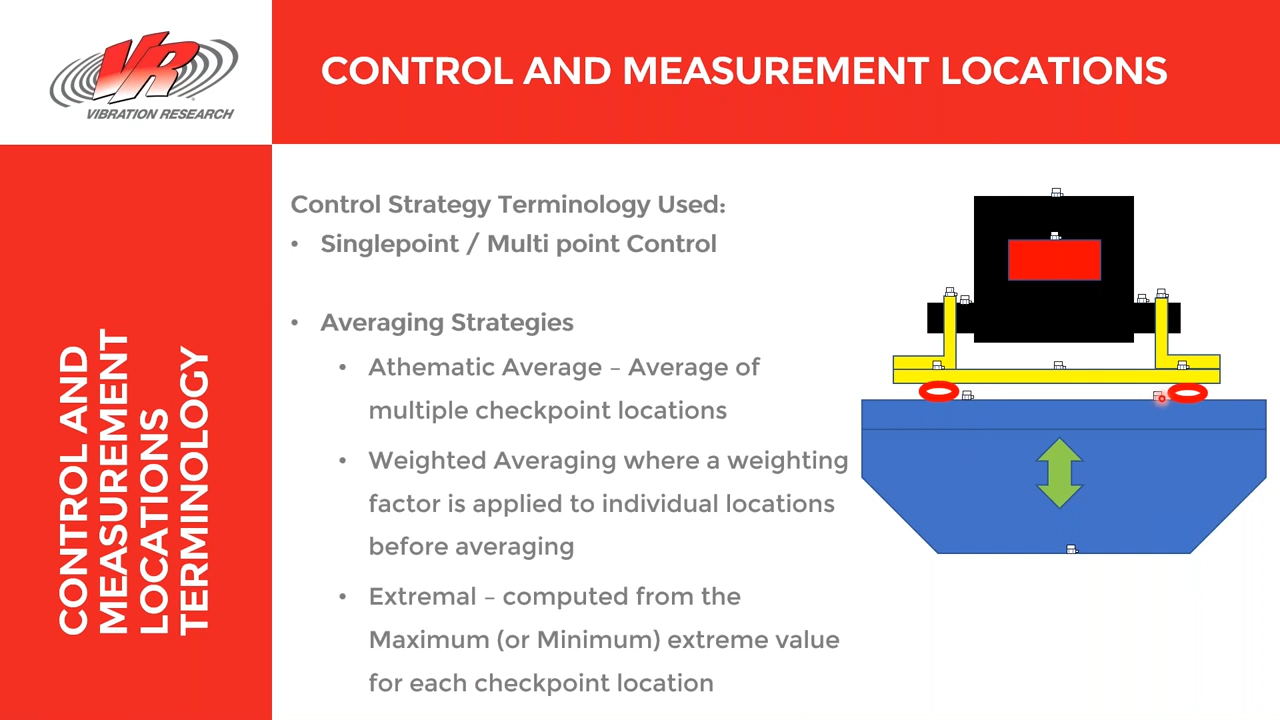 VR
VIBRATION RESEARCH
CONTROL AND MEASUREMENT LOCATIONS
CONTROL AND
MEASUREMENT
LOCATIONS
TERMINOLOGY
Control Strategy Terminology Used:
• Singlepoint / Multi point Control
• Averaging Strategies
• Athematic Average – Average of
multiple checkpoint locations
• Weighted Averaging where a weighting
factor is applied to individual locations
before averaging
• Extremal – computed from the
Maximum (or Minimum) extreme value
for each checkpoint location